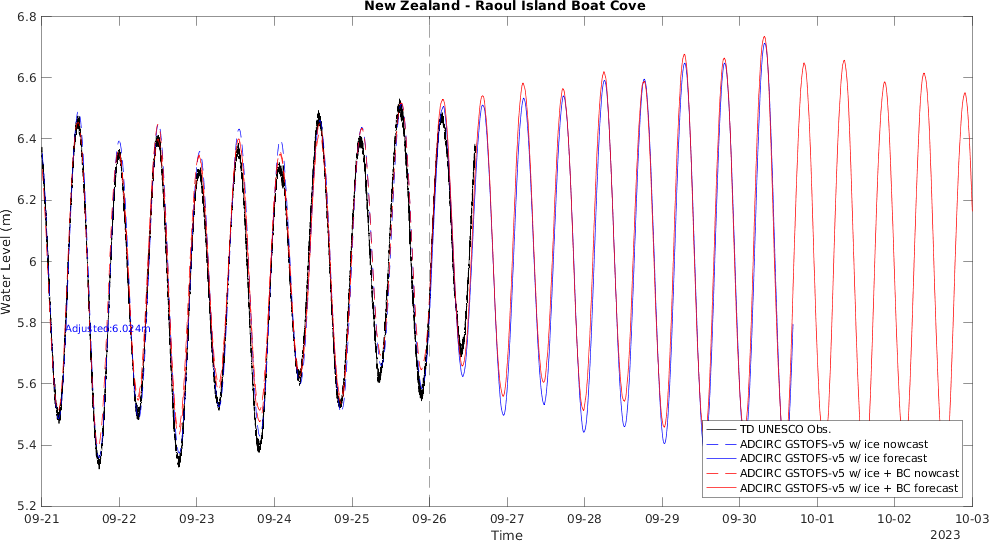 New Zealand - Raoul Island Boat Cove
Water Level (m)
6.8
6.6
6.4
6.2
6
5.8
5.6
5.4
5.2
Adjusted:6.024m
TD UNESCO Obs.
ADCIRC GSTOFS-v5 w/ ice nowcast
ADCIRC GSTOFS-v5 w/ ice forecast
ADCIRC GSTOFS-v5 w/ ice + BC nowcast
ADCIRC GSTOFS-v5 w/ ice + BC forecast
09-21 09-22 09-23 09-24 09-25 09-26 09-27 09-28 09-29 09-30 10-01 10-02 10-03
Time
2023